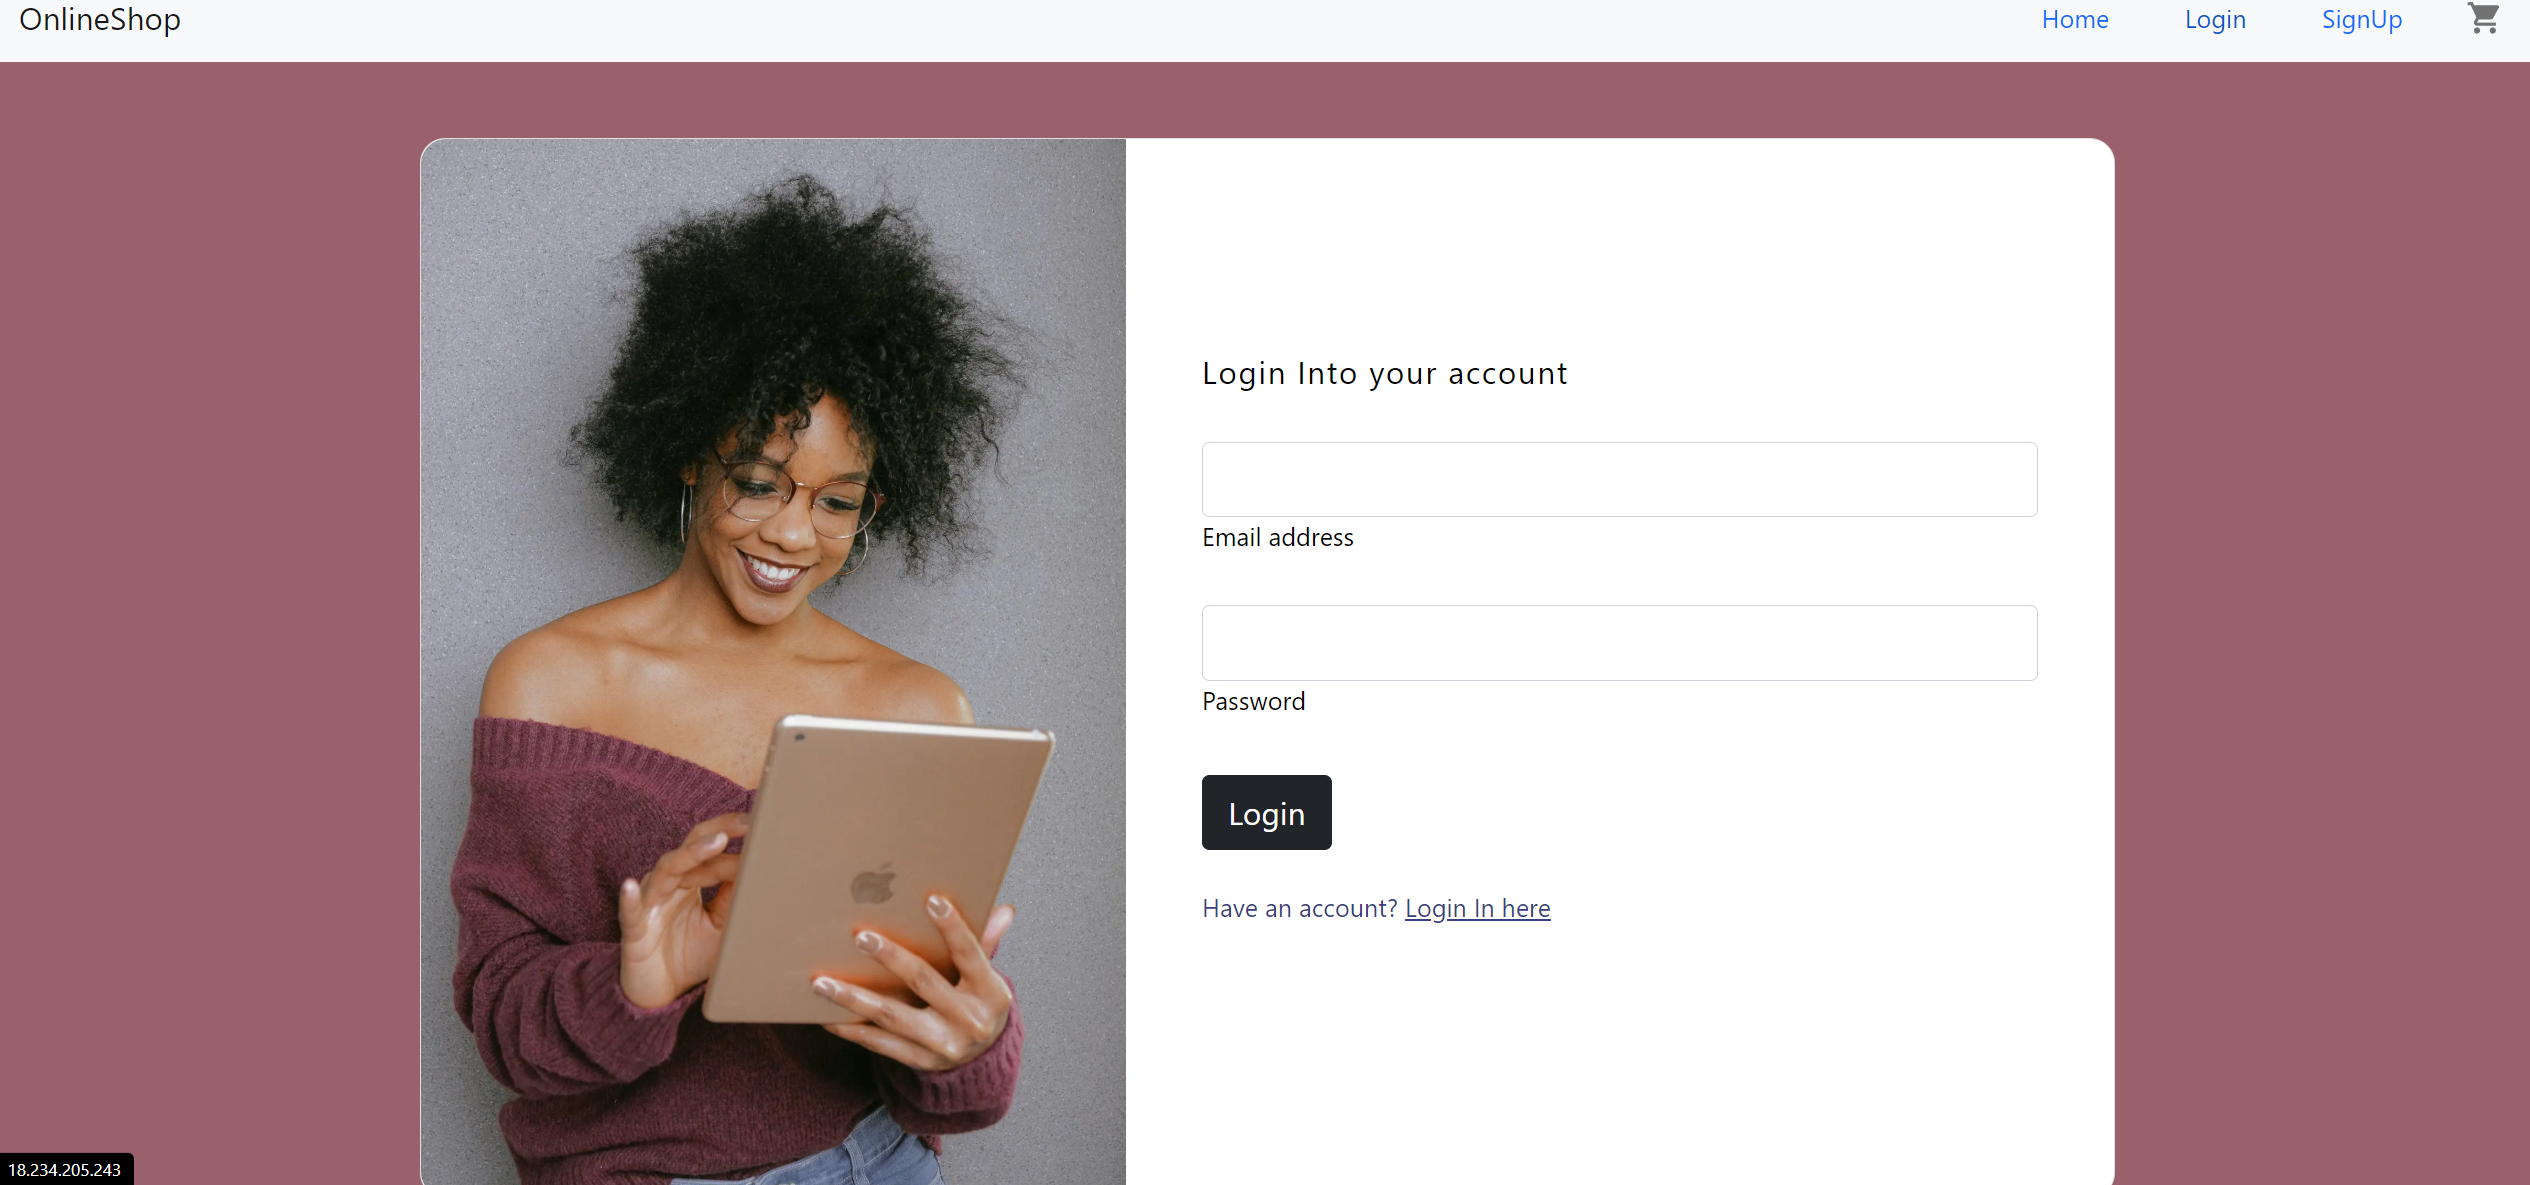 OnlineShop
Home Login SignUp
Login Into your account
Email address
Password
Login
Have an account? Login In here
18.234.205.243